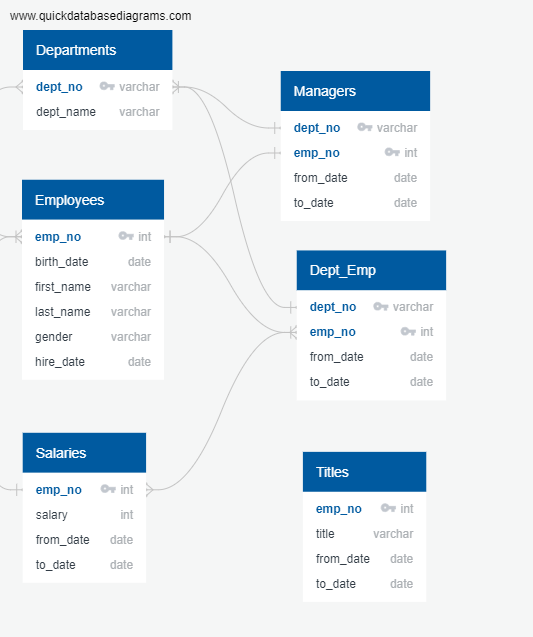 www.quickdatabasediagrams.com
Departments
dept_no varchar
dept_name varchar
Managers
dept_no varchar
emp_no int
from_date date
to_date date
Employees
emp_no int
birth_date date
first_name varchar
last_name varchar
gender varchar
hire_date date
Dept_Emp
dept_no varchar
emp_no int
from_date date
to_date date
Salaries
emp_no int
salary int
from_date date
to_date date
Titles
emp_no int
title varchar
from_date date
to_date date